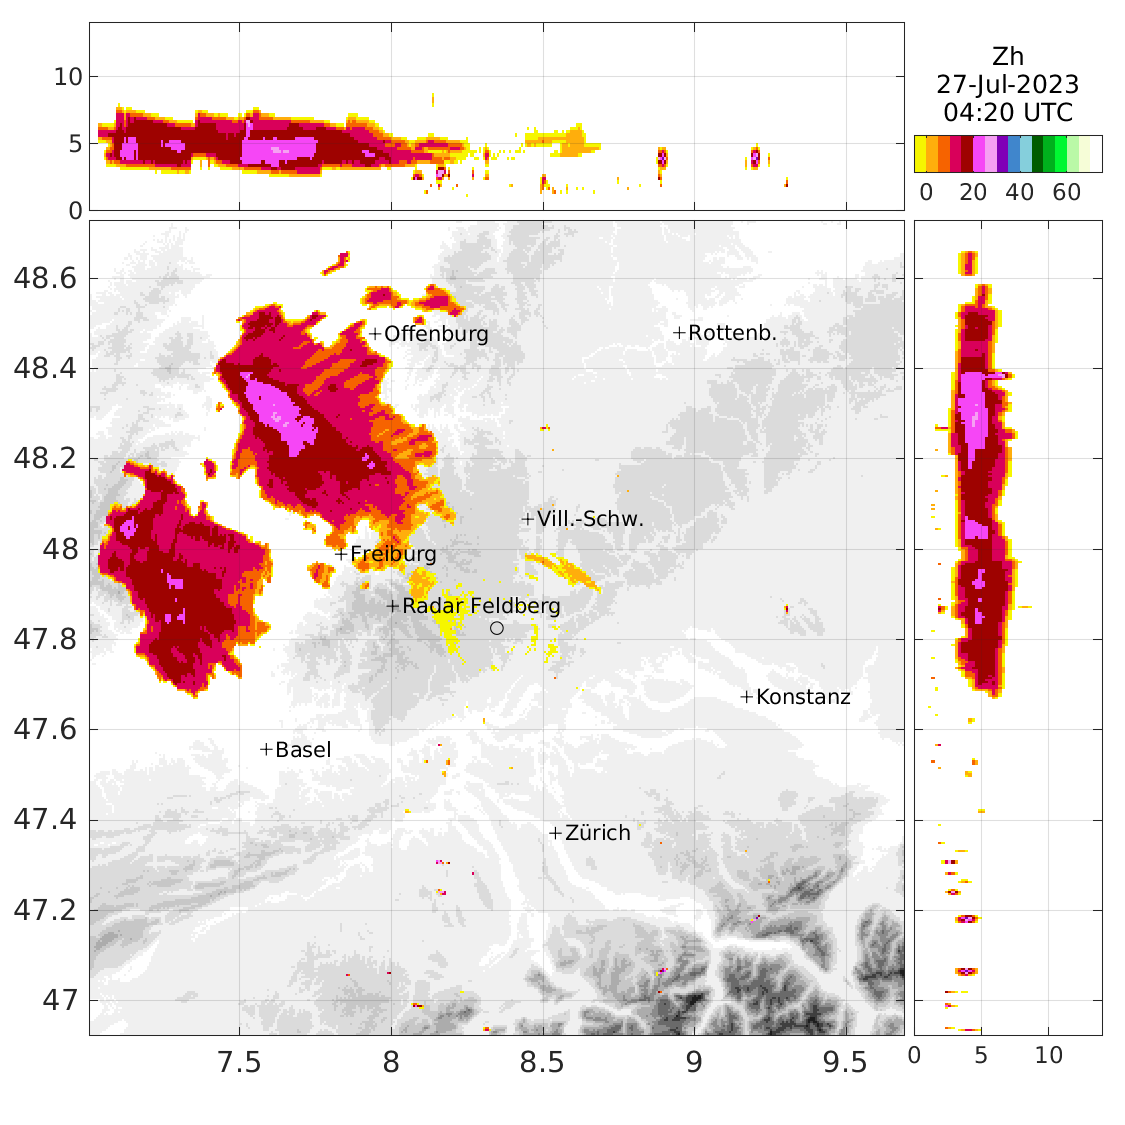 10
5
0
Zh
27-Jul-2023
04:20 UTC
0 20 40 60
48.6
48.4
48.2
48
47.8
47.6
47.4
47.2
47
+Offenburg
+Rottenb.
+Vill.-Schw.
+Freiburg
+Radar Feldberg
+Konstanz
+Basel
+Zürich
7.5 8 8.5 9 9.5
0 5 10